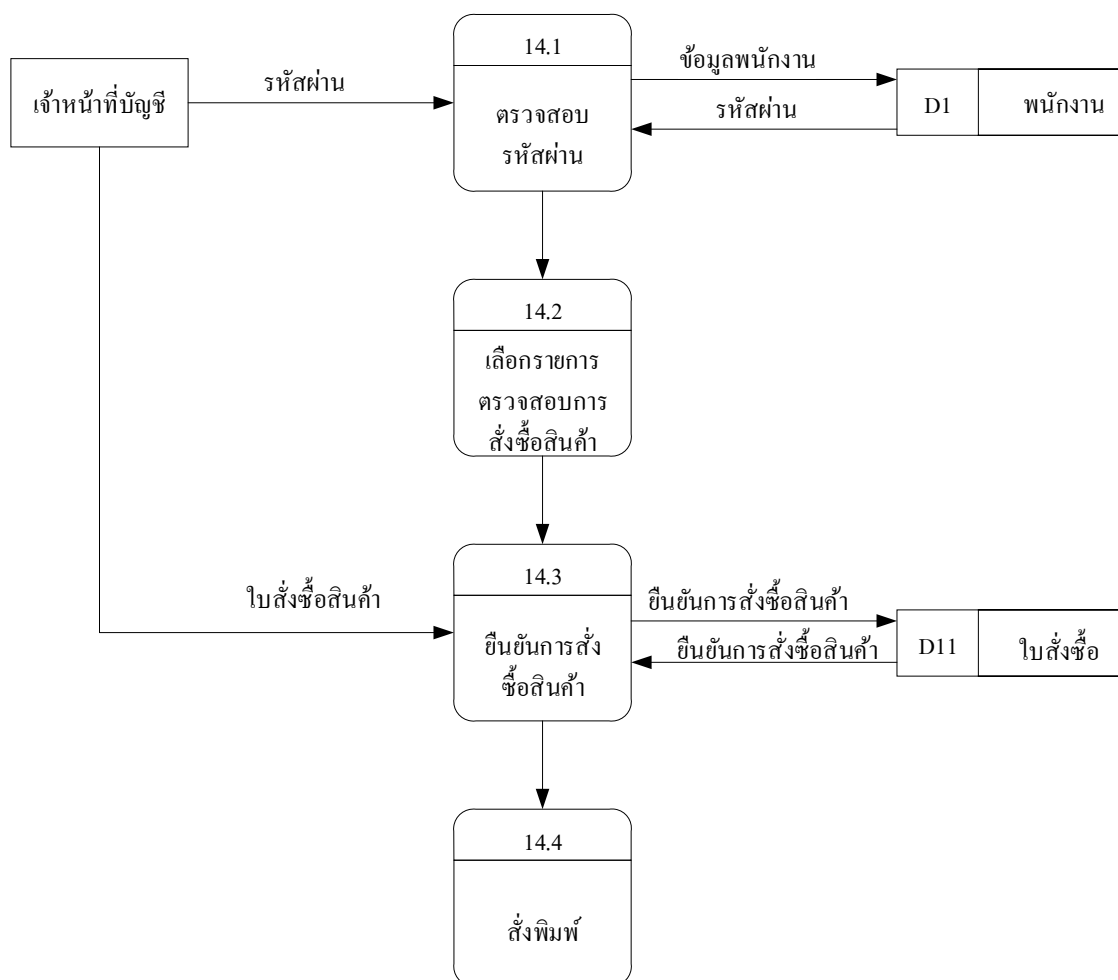 14.1
ข้อมูลพนักงาน
เจ้าหน้าที่บัญชี
รหัสผ่าน
ตรวจสอบ
รหัสผ่าน
รหัสผ่าน
D1
พนักงาน
14.2
เลือกรายการ
ตรวจสอบการ
สั่งซื้อสินค้า
14.3
ใบสั่งซื้อสินค้า
ยืนยันการสั่งซื้อสินค้า
ยืนยันการสั่ง
ซื้อสินค้า
ยืนยันการสั่งซื้อสินค้า
D11
ใบสั่งซื้อ
14.4
สั่งพิมพ์